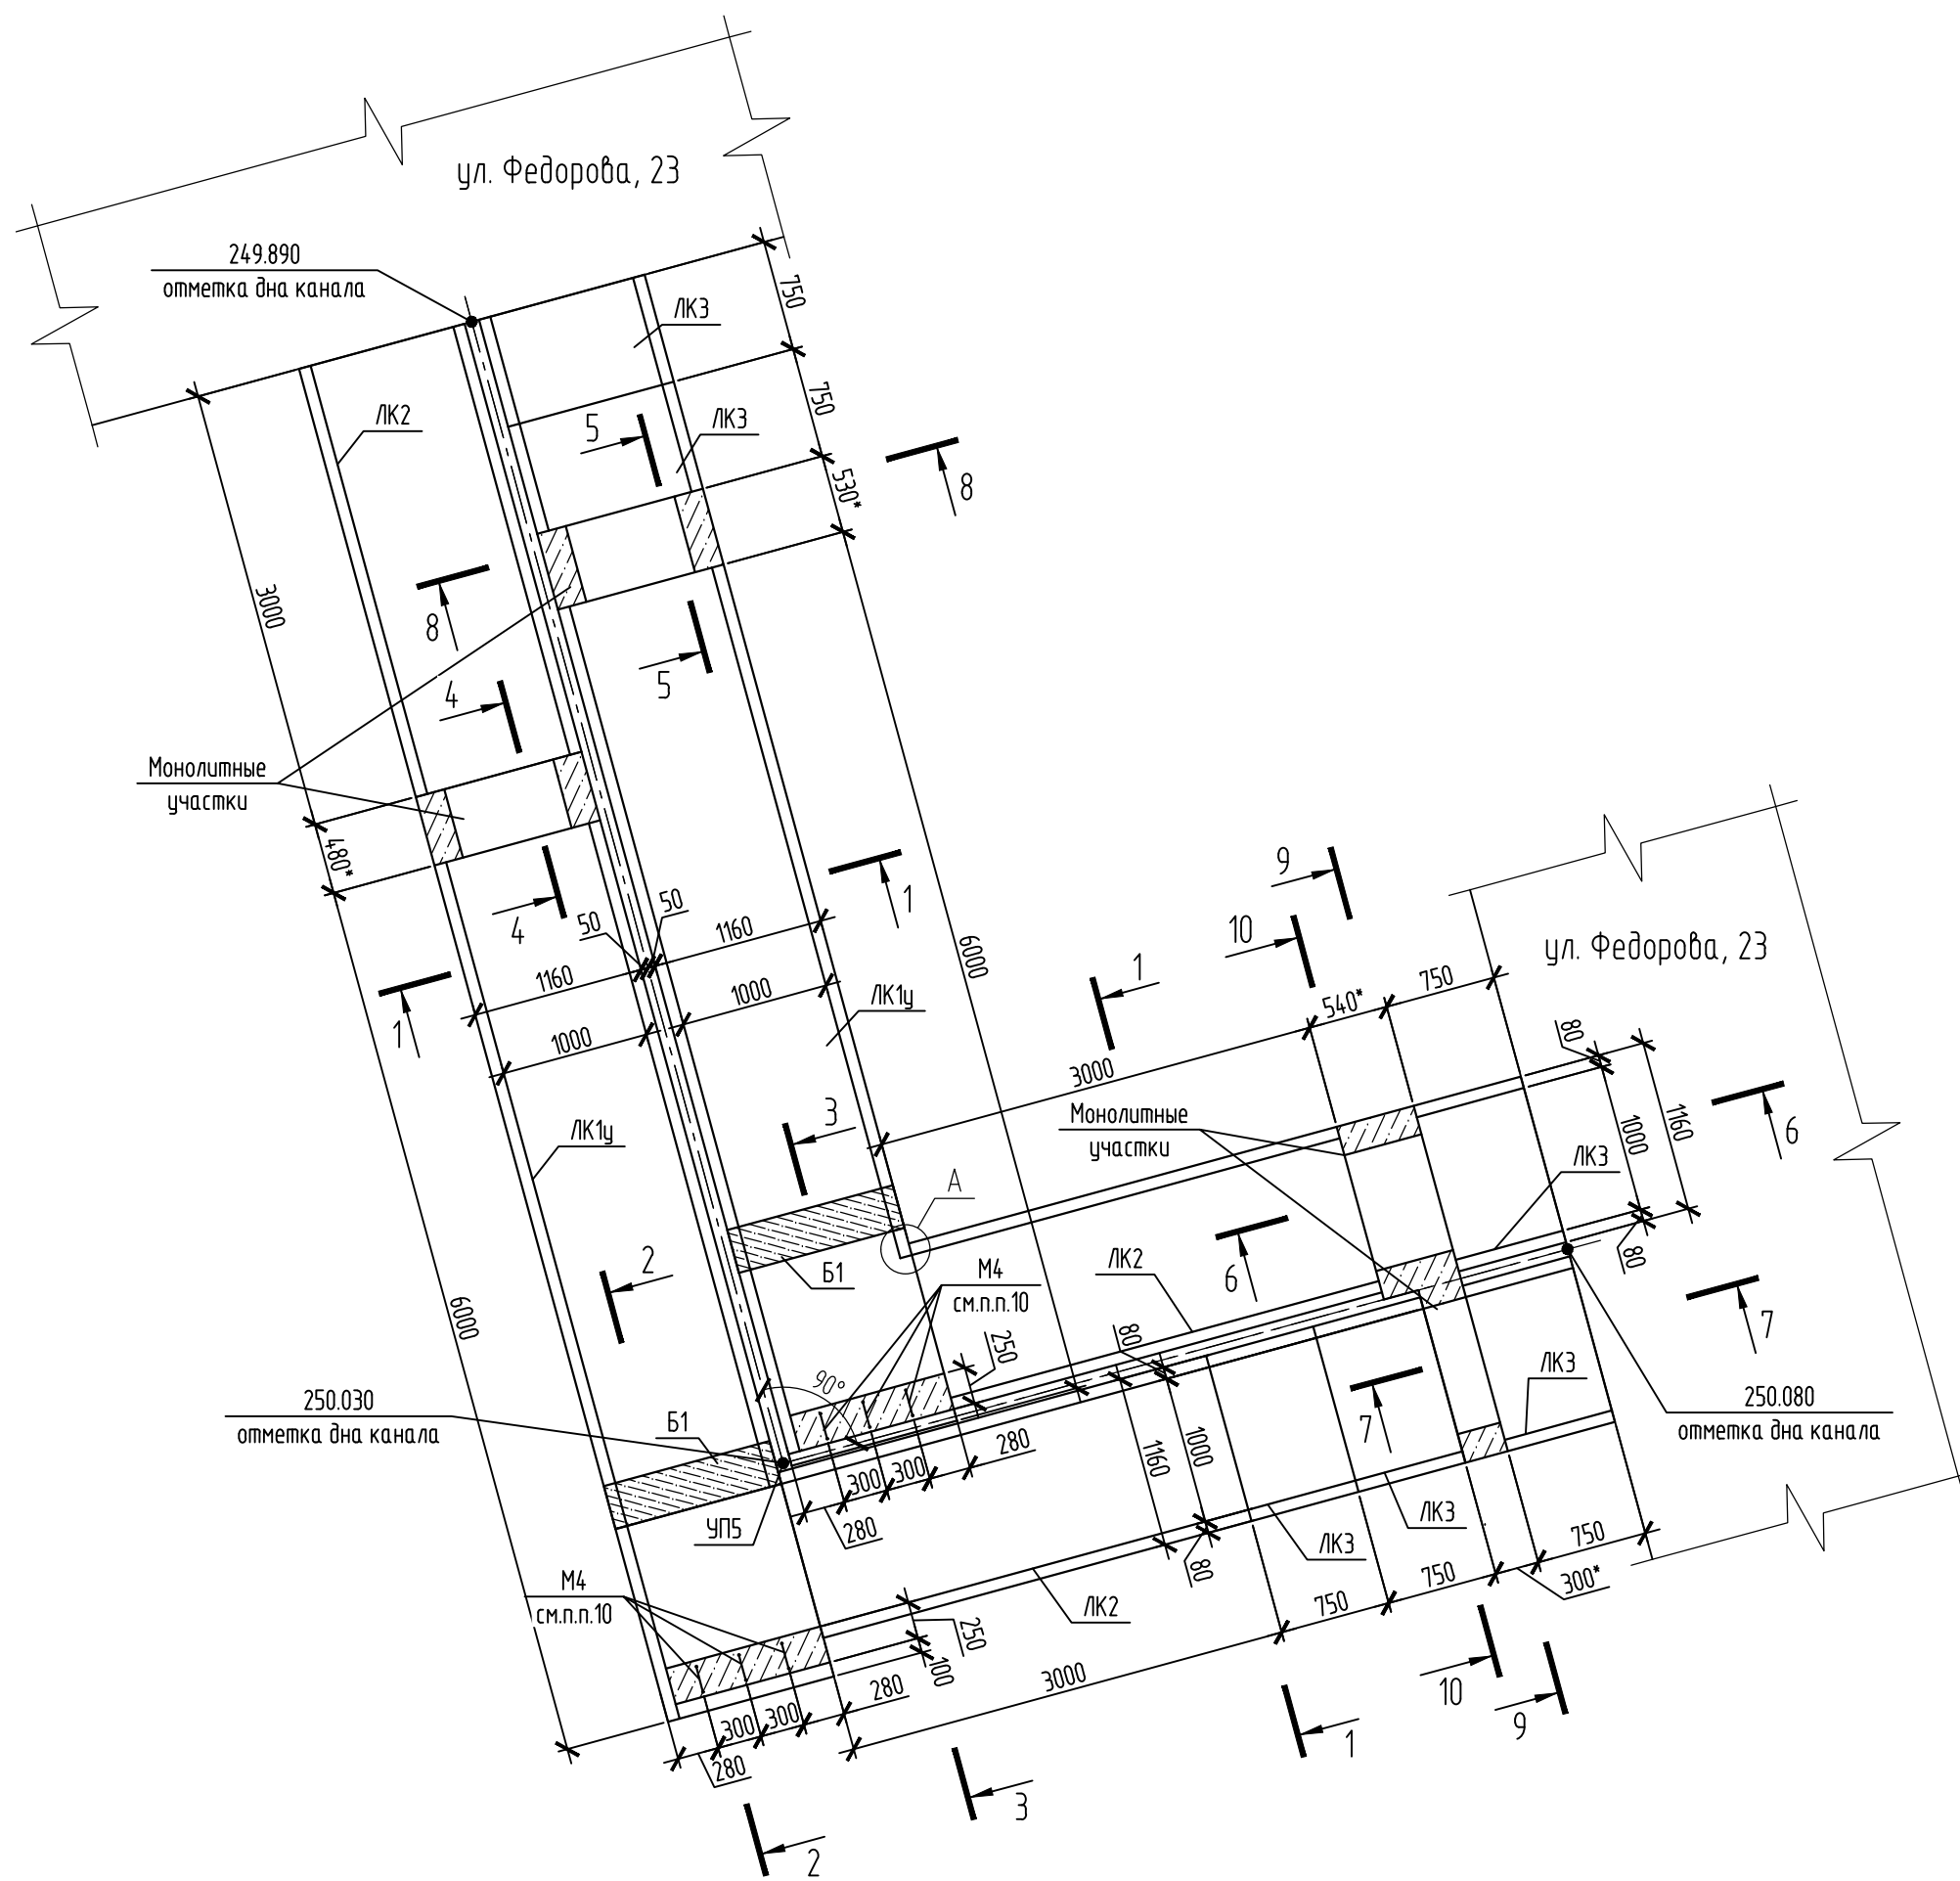 ул. Федорова, 23
249.890
отметка дна канала
750
ЛК3
750
ЛК2
5
ЛК3
530*
8
3000
8
5
4
Монолитные
участки
480*
4
50
50
1160
1
1160
1000
1000
ЛК1у
6000
1
9
10
1
540*
750
ул. Федорова, 23
3000
80
1000
1160
6
Монолитные
участки
ЛК3
ЛК1у
3
А
2
Б1
М4
см.п.п.10
ЛК2
6
80
7
6000
250
80
90°
ЛК3
250.030
отметка дна канала
Б1
250.080
отметка дна канала
7
1160
1000
280
300
300
280
УП5
ЛК3
ЛК3
80
М4
см.п.п.10
ЛК2
750
750
750
300*
250
100
280
3000
300
300
280
10
9
1
3
2